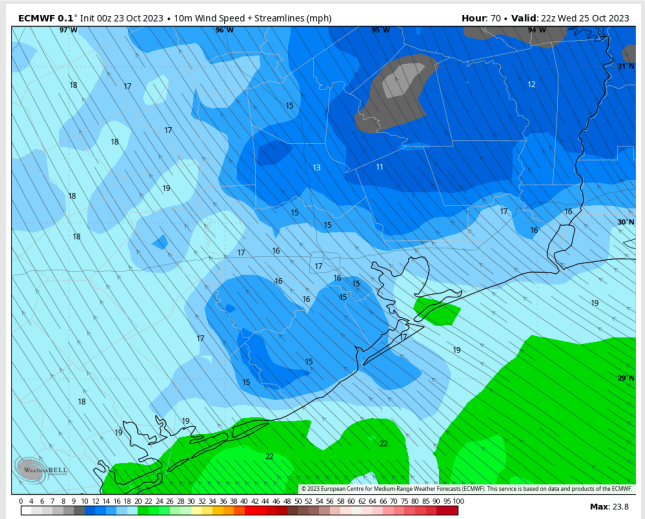 ECMWF 0.1° Init 00z 23 Oct 2023 • 10m Wind Speed + Streamlines (mph)
Hour: 70 • Valid: 22z Wed 25 Oct 2023
97°W 96°W 95°W 94°W
31°N
18 17 12
15
18 17
13 11
18 19
15 17 16
15 16
30°N
18
17 16
17
16 16 15
16 15
19
17 17
19
15
29°N
15
18
19 19
22
22
WEATHERBELL
© 2023 European Centre for Medium-Range Weather Forecasts (ECMWF). This service is based on data and products of the ECMWF.
0 4 6 7 8 9 10 12 14 16 18 20 22 24 25 26 28 30 32 34 36 38 40 42 44 46 48 50 52 54 56 58 60 62 64 66 68 70 75 80 85 90 95 100
Max: 23.8